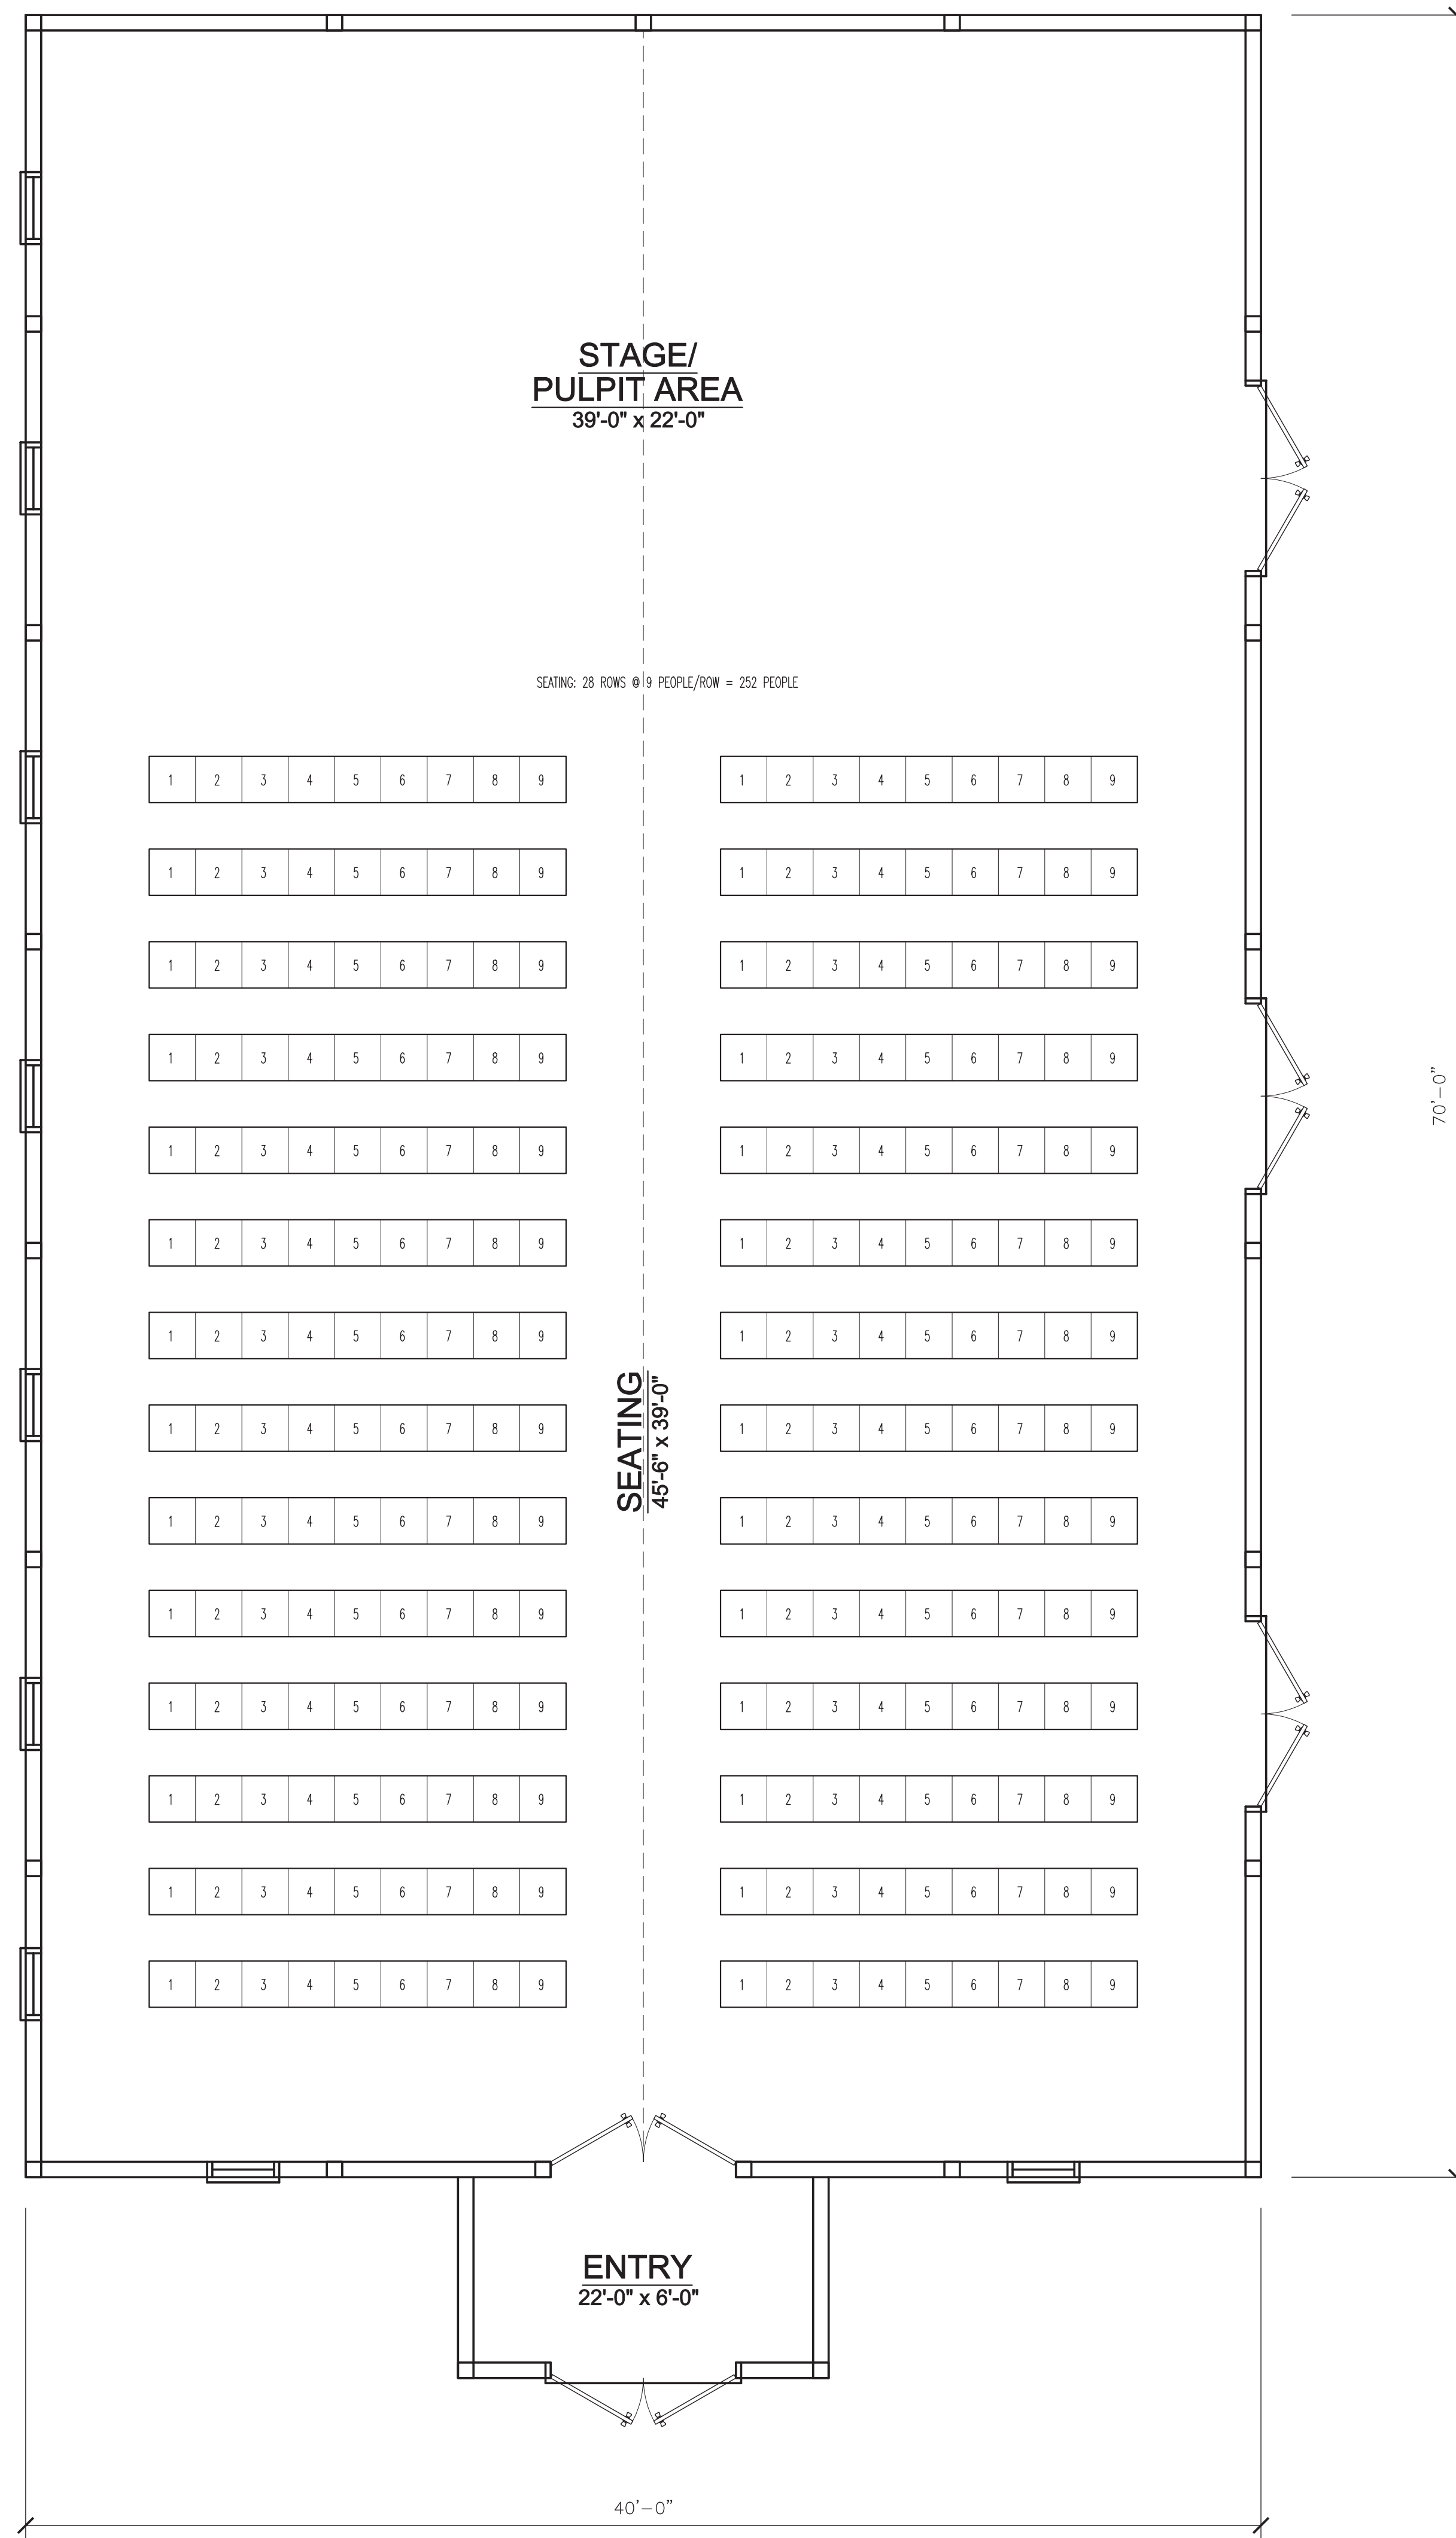 STAGE/
PULPIT AREA
39'-0" x 22'-0"
SEATING: 28 ROWS @ 9 PEOPLE/ROW = 252 PEOPLE
1 2 3 4 5 6 7 8 9 1 2 3 4 5 6 7 8 9
1 2 3 4 5 6 7 8 9 1 2 3 4 5 6 7 8 9
1 2 3 4 5 6 7 8 9 1 2 3 4 5 6 7 8 9
1 2 3 4 5 6 7 8 9 1 2 3 4 5 6 7 8 9
70'-0"
1 2 3 4 5 6 7 8 9 1 2 3 4 5 6 7 8 9
1 2 3 4 5 6 7 8 9 1 2 3 4 5 6 7 8 9
1 2 3 4 5 6 7 8 9 1 2 3 4 5 6 7 8 9
1 2 3 4 5 6 7 8 9 1 2 3 4 5 6 7 8 9
SEATING
45'-6" x 39'-0"
1 2 3 4 5 6 7 8 9 1 2 3 4 5 6 7 8 9
1 2 3 4 5 6 7 8 9 1 2 3 4 5 6 7 8 9
1 2 3 4 5 6 7 8 9 1 2 3 4 5 6 7 8 9
1 2 3 4 5 6 7 8 9 1 2 3 4 5 6 7 8 9
1 2 3 4 5 6 7 8 9 1 2 3 4 5 6 7 8 9
1 2 3 4 5 6 7 8 9 1 2 3 4 5 6 7 8 9
ENTRY
22'-0" x 6'-0"
40'-0"